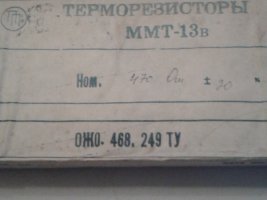 ТЕРМОРЕЗИСТОРЫ
ММТ-13в
Ном. 470 Ом ± 20 %
ОЖО. 468. 249 ТУ